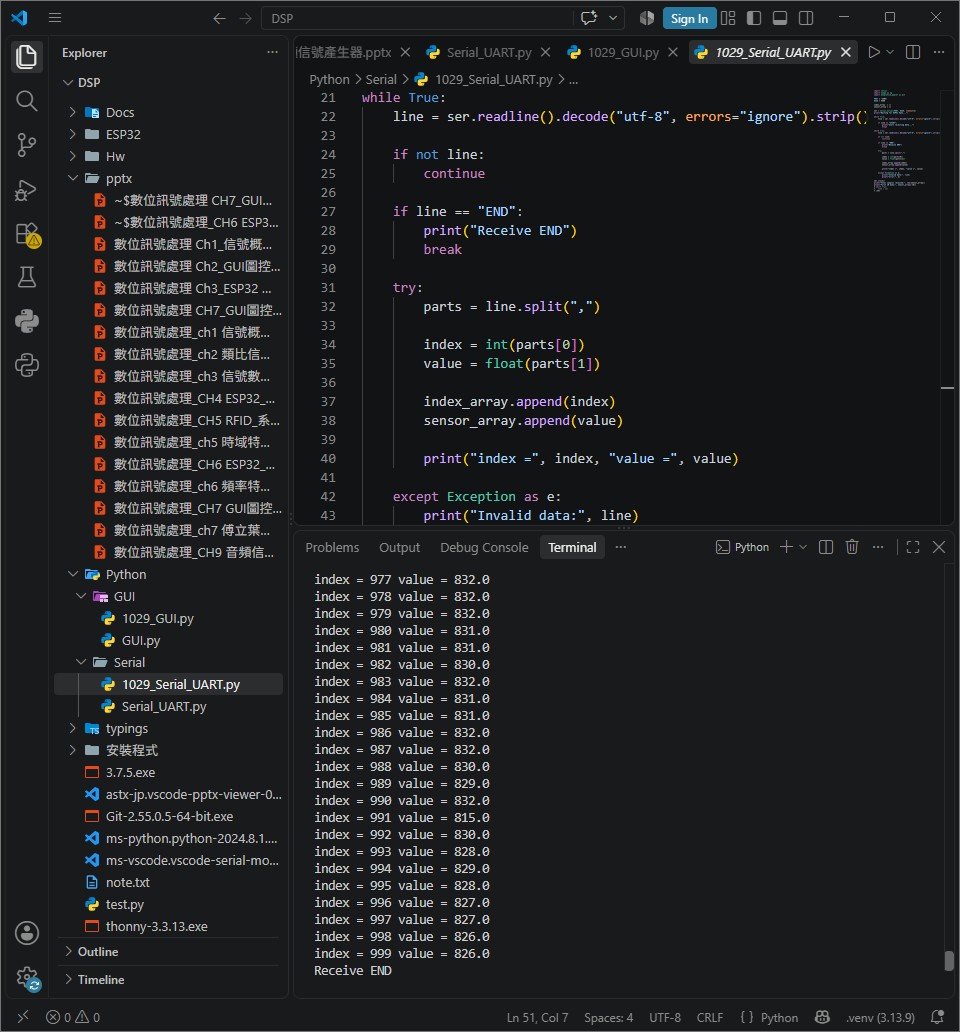 DSP
Sign In
Explorer
DSP
Docs
ESP32
Hw
pptx
~$數位訊號處理 CH7_GUI...
~$數位訊號處理_CH6 ESP3...
數位訊號處理 Ch1_信號概...
數位訊號處理 Ch2_GUI圖控...
數位訊號處理 Ch3_ESP32 ...
數位訊號處理 CH7_GUI圖控...
數位訊號處理_ch1 信號概...
數位訊號處理_ch2 類比信...
數位訊號處理_ch3 信號數...
數位訊號處理_CH4 ESP32_...
數位訊號處理_CH5 RFID_系...
數位訊號處理_ch5 時域特...
數位訊號處理_CH6 ESP32_...
數位訊號處理_ch6 頻率特...
數位訊號處理_CH7 GUI圖控...
數位訊號處理_ch7 傅立葉...
數位訊號處理_CH9 音頻信...
Python
GUI
1029_GUI.py
GUI.py
Serial
1029_Serial_UART.py
Serial_UART.py
typings
安裝程式
3.7.5.exe
astx-jp.vscode-pptx-viewer-0...
Git-2.55.0.5-64-bit.exe
ms-python.python-2024.8.1....
ms-vscode.vscode-serial-mo...
note.txt
test.py
thonny-3.3.13.exe
Outline
Timeline
信號產生器.pptx Serial_UART.py 1029_GUI.py 1029_Serial_UART.py
Python > Serial > 1029_Serial_UART.py > ...
21 while True:
22     line = ser.readline().decode("utf-8", errors="ignore").strip()
23
24     if not line:
25         continue
26
27     if line == "END":
28         print("Receive END")
29         break
30
31     try:
32         parts = line.split(",")
33
34         index = int(parts[0])
35         value = float(parts[1])
36
37         index_array.append(index)
38         sensor_array.append(value)
39
40         print("index =", index, "value =", value)
41
42     except Exception as e:
43         print("Invalid data:", line)
Problems Output Debug Console Terminal ... Python
index = 977 value = 832.0
index = 978 value = 832.0
index = 979 value = 832.0
index = 980 value = 831.0
index = 981 value = 831.0
index = 982 value = 830.0
index = 983 value = 832.0
index = 984 value = 831.0
index = 985 value = 831.0
index = 986 value = 832.0
index = 987 value = 832.0
index = 988 value = 830.0
index = 989 value = 829.0
index = 990 value = 832.0
index = 991 value = 815.0
index = 992 value = 830.0
index = 993 value = 828.0
index = 994 value = 829.0
index = 995 value = 828.0
index = 996 value = 827.0
index = 997 value = 827.0
index = 998 value = 826.0
index = 999 value = 826.0
Receive END
0 0 Ln 51, Col 7 Spaces: 4 UTF-8 CRLF {} Python .venv (3.13.9)